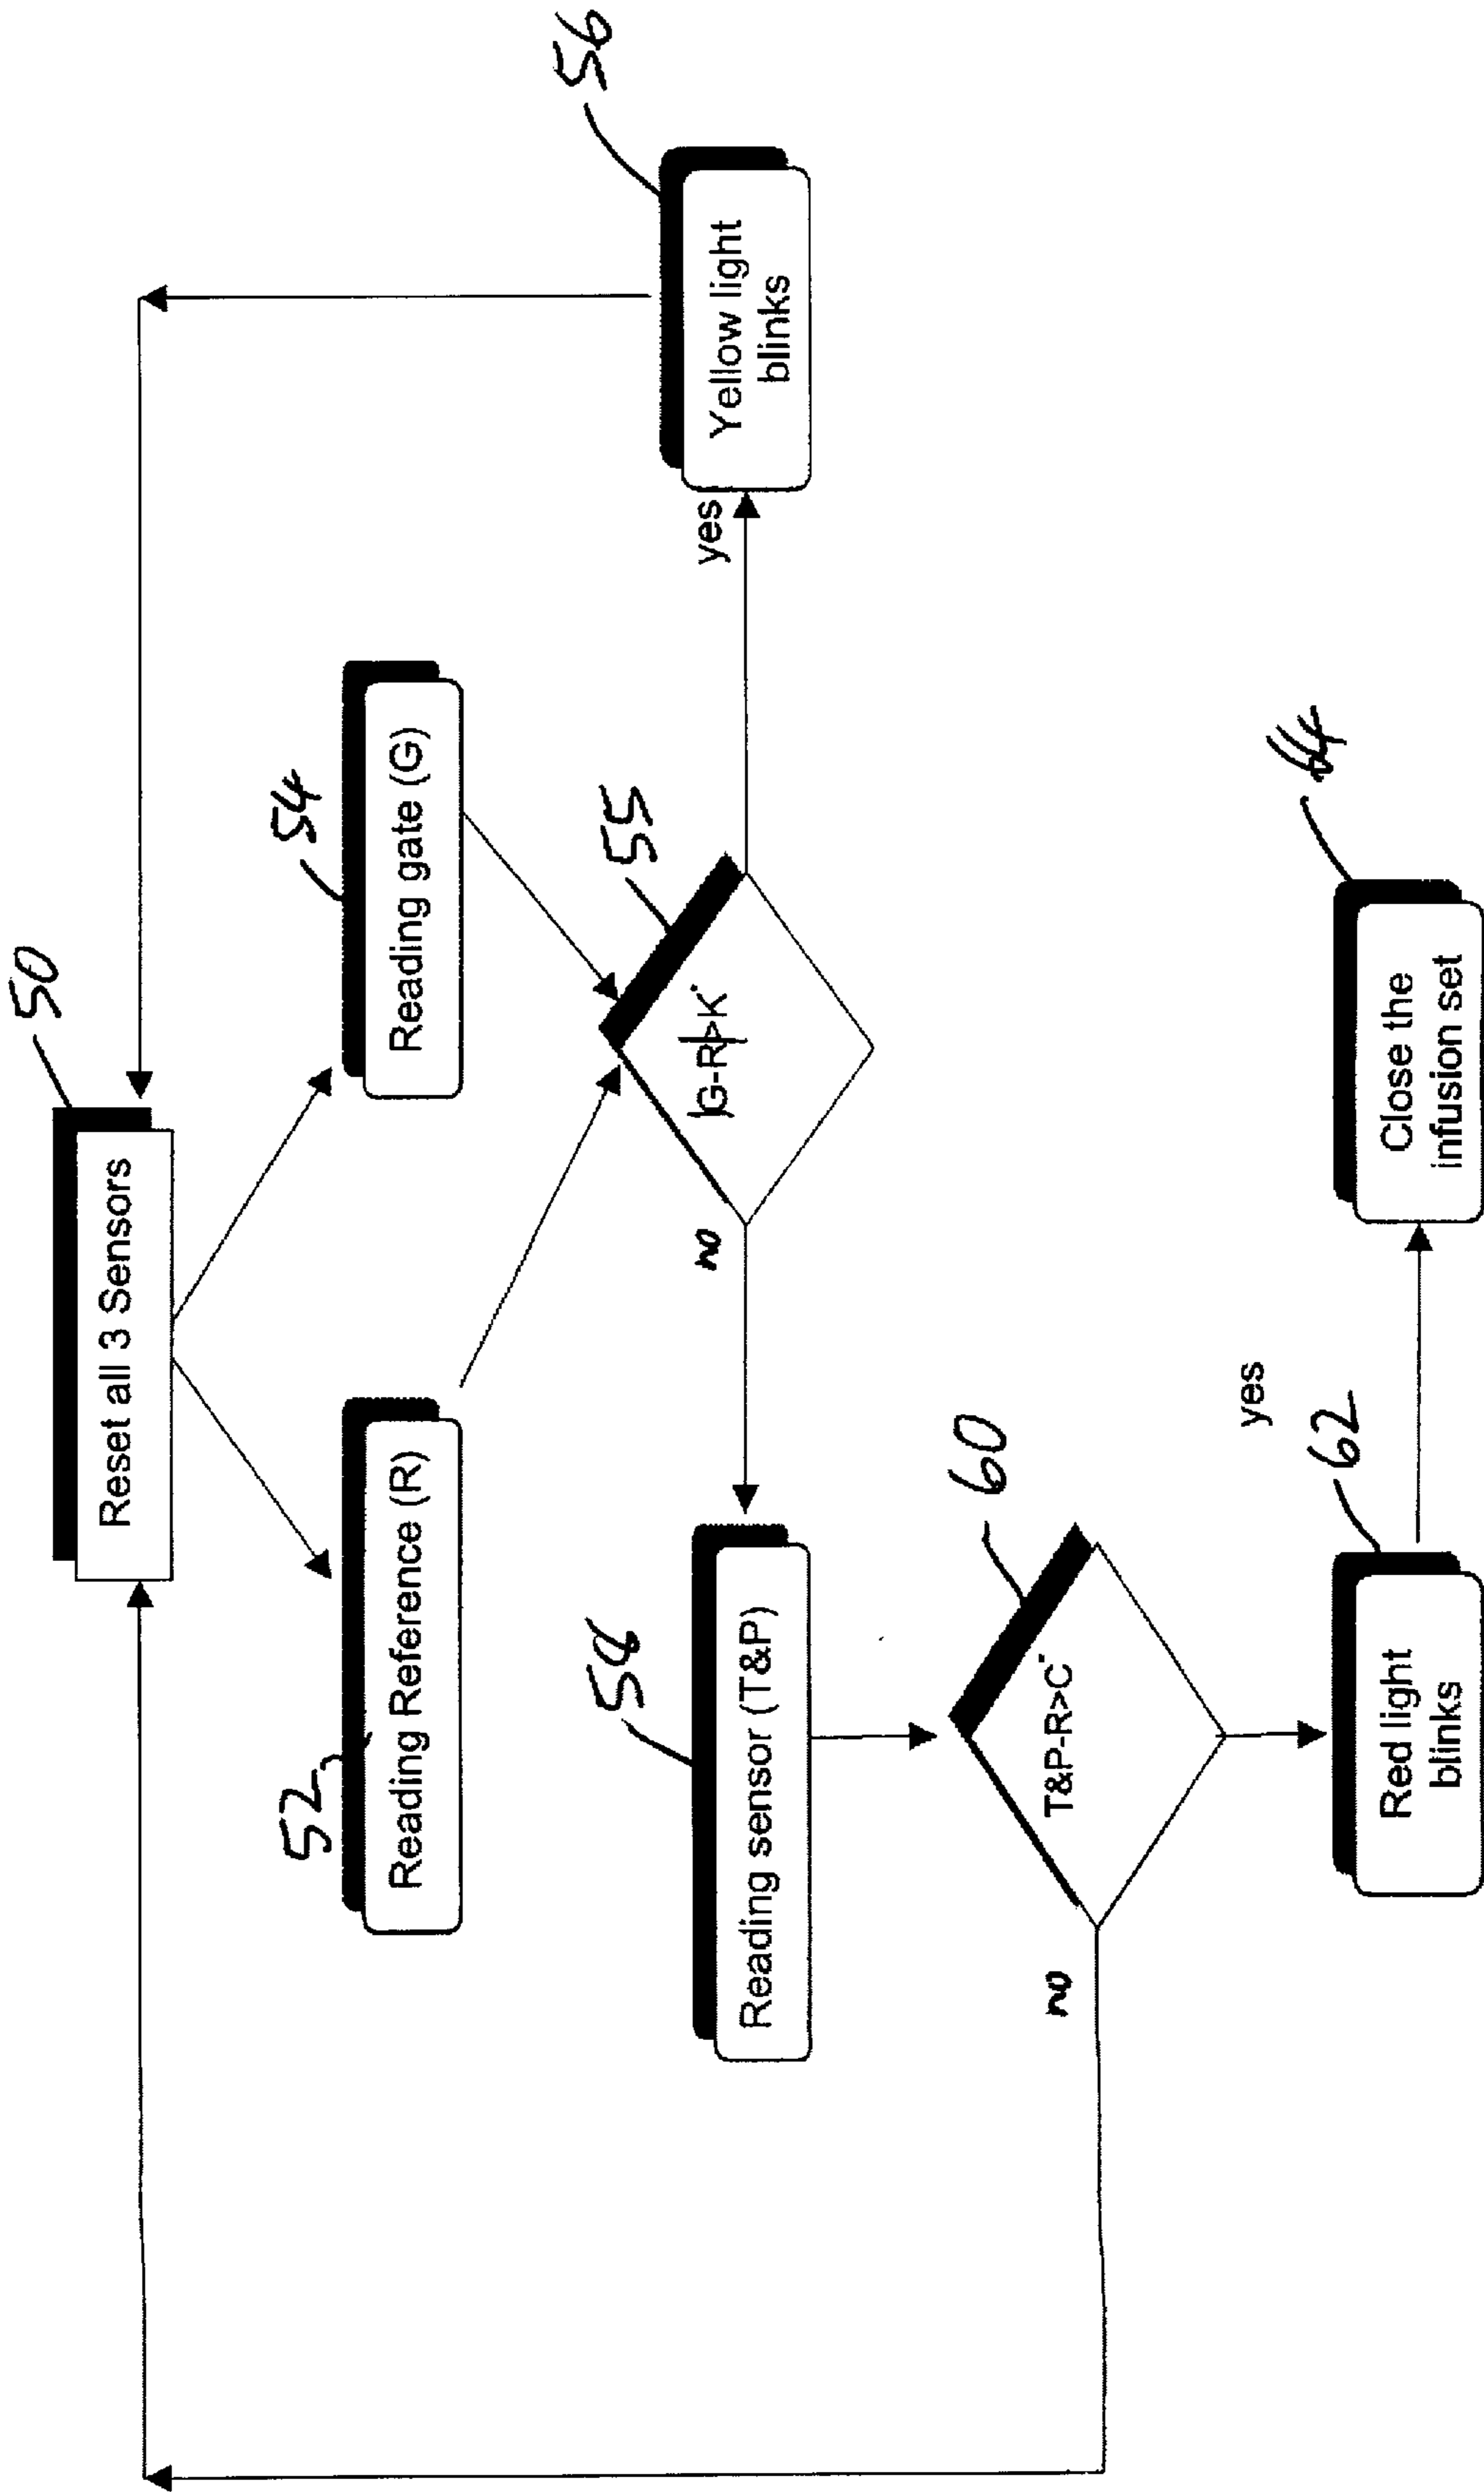 50
Reset all 3 Sensors
52
Reading Reference (R)
54
Reading gate (G)
55
|G-R|>K*
no
yes
56
Yellow light
blinks
58
Reading sensor (T&P)
60
T&P-R>C*
no
yes
62
Red light
blinks
64
Close the
infusion set